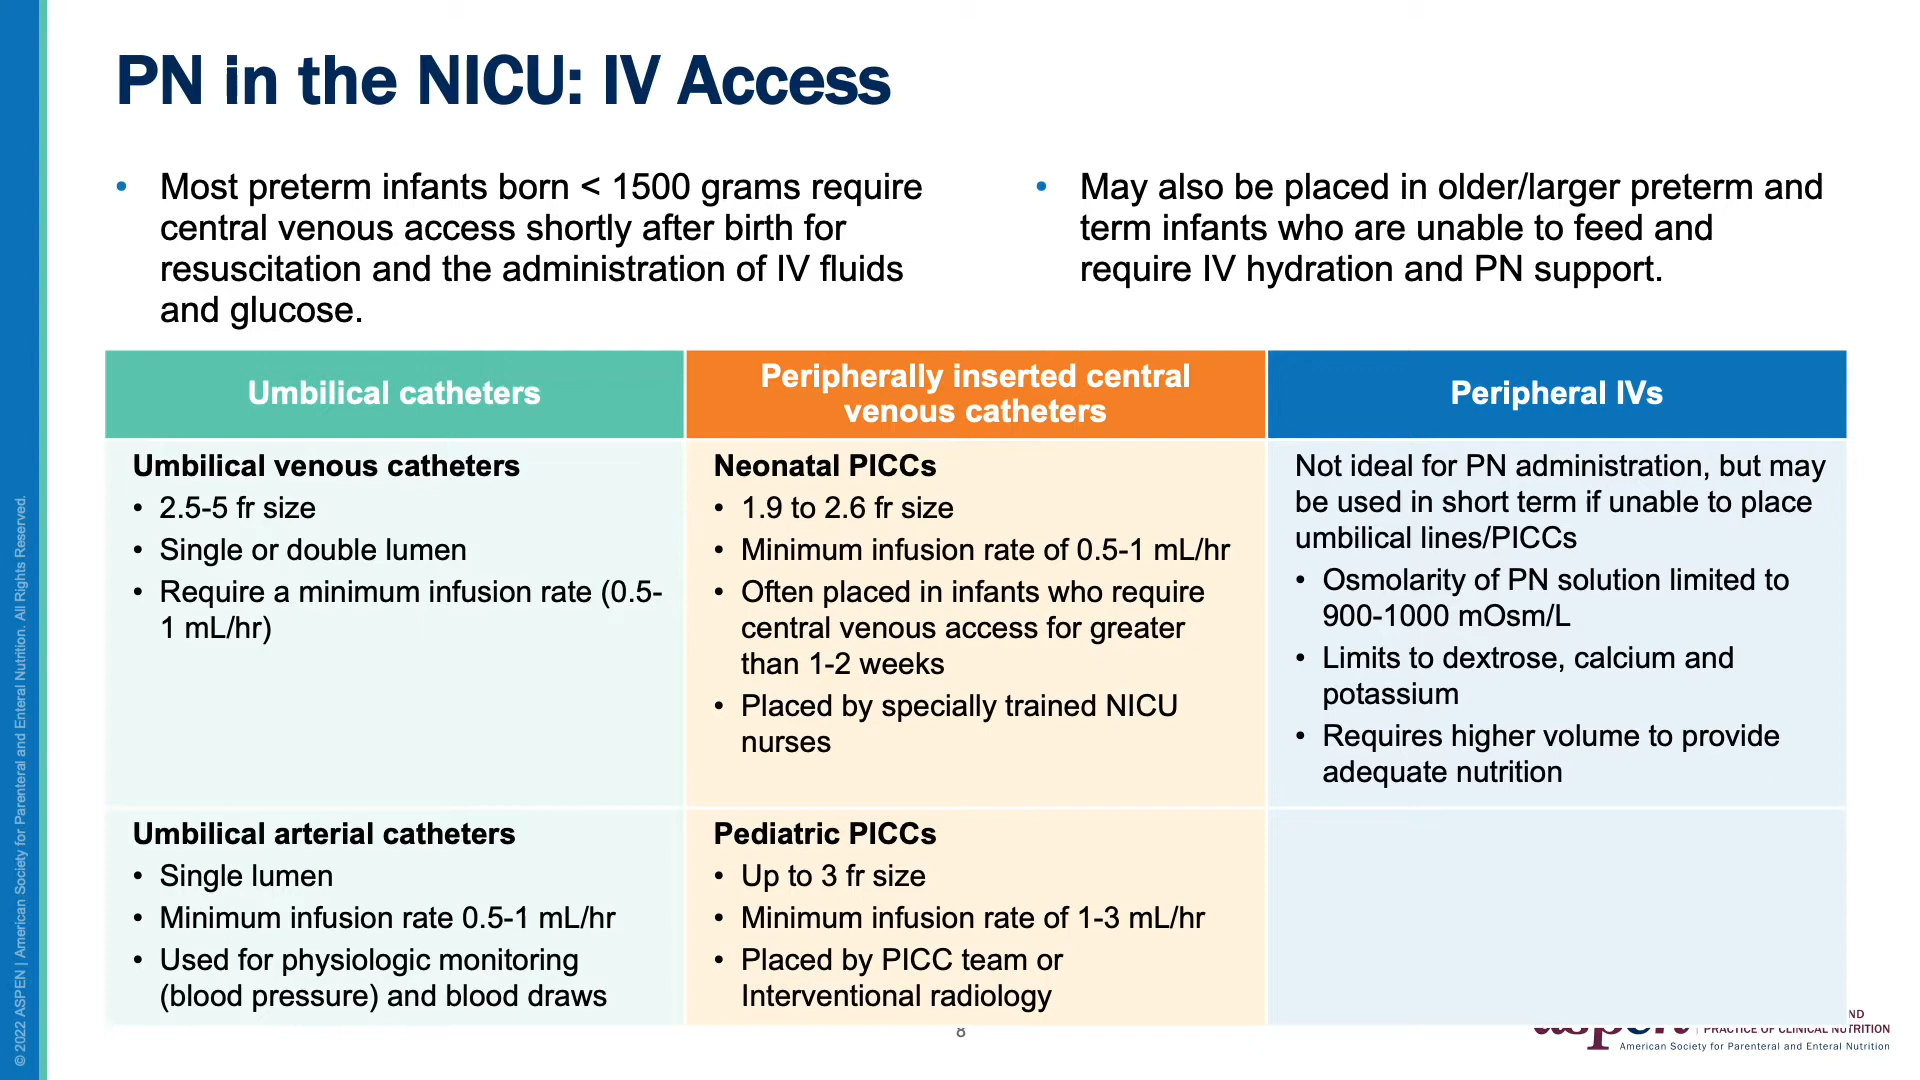 PN in the NICU: IV Access
• Most preterm infants born < 1500 grams require
central venous access shortly after birth for
resuscitation and the administration of IV fluids
and glucose.
• May also be placed in older/larger preterm and
term infants who are unable to feed and
require IV hydration and PN support.
Umbilical catheters
Umbilical venous catheters
• 2.5-5 fr size
• Single or double lumen
• Require a minimum infusion rate (0.5-
1 mL/hr)
Umbilical arterial catheters
• Single lumen
• Minimum infusion rate 0.5-1 mL/hr
• Used for physiologic monitoring
(blood pressure) and blood draws
Peripherally inserted central
venous catheters
Neonatal PICCs
• 1.9 to 2.6 fr size
• Minimum infusion rate of 0.5-1 mL/hr
• Often placed in infants who require
central venous access for greater
than 1-2 weeks
• Placed by specially trained NICU
nurses
Pediatric PICCs
• Up to 3 fr size
• Minimum infusion rate of 1-3 mL/hr
• Placed by PICC team or
Interventional radiology
Peripheral IVs
Not ideal for PN administration, but may
be used in short term if unable to place
umbilical lines/PICCs
• Osmolarity of PN solution limited to
900-1000 mOsm/L
• Limits to dextrose, calcium and
potassium
• Requires higher volume to provide
adequate nutrition
8
aspen
ND
PRACTICE OF CLINICAL NUTRITION
American Society for Parenteral and Enteral Nutrition
© 2022 ASPEN | American Society for Parenteral and Enteral Nutrition. All Rights Reserved.